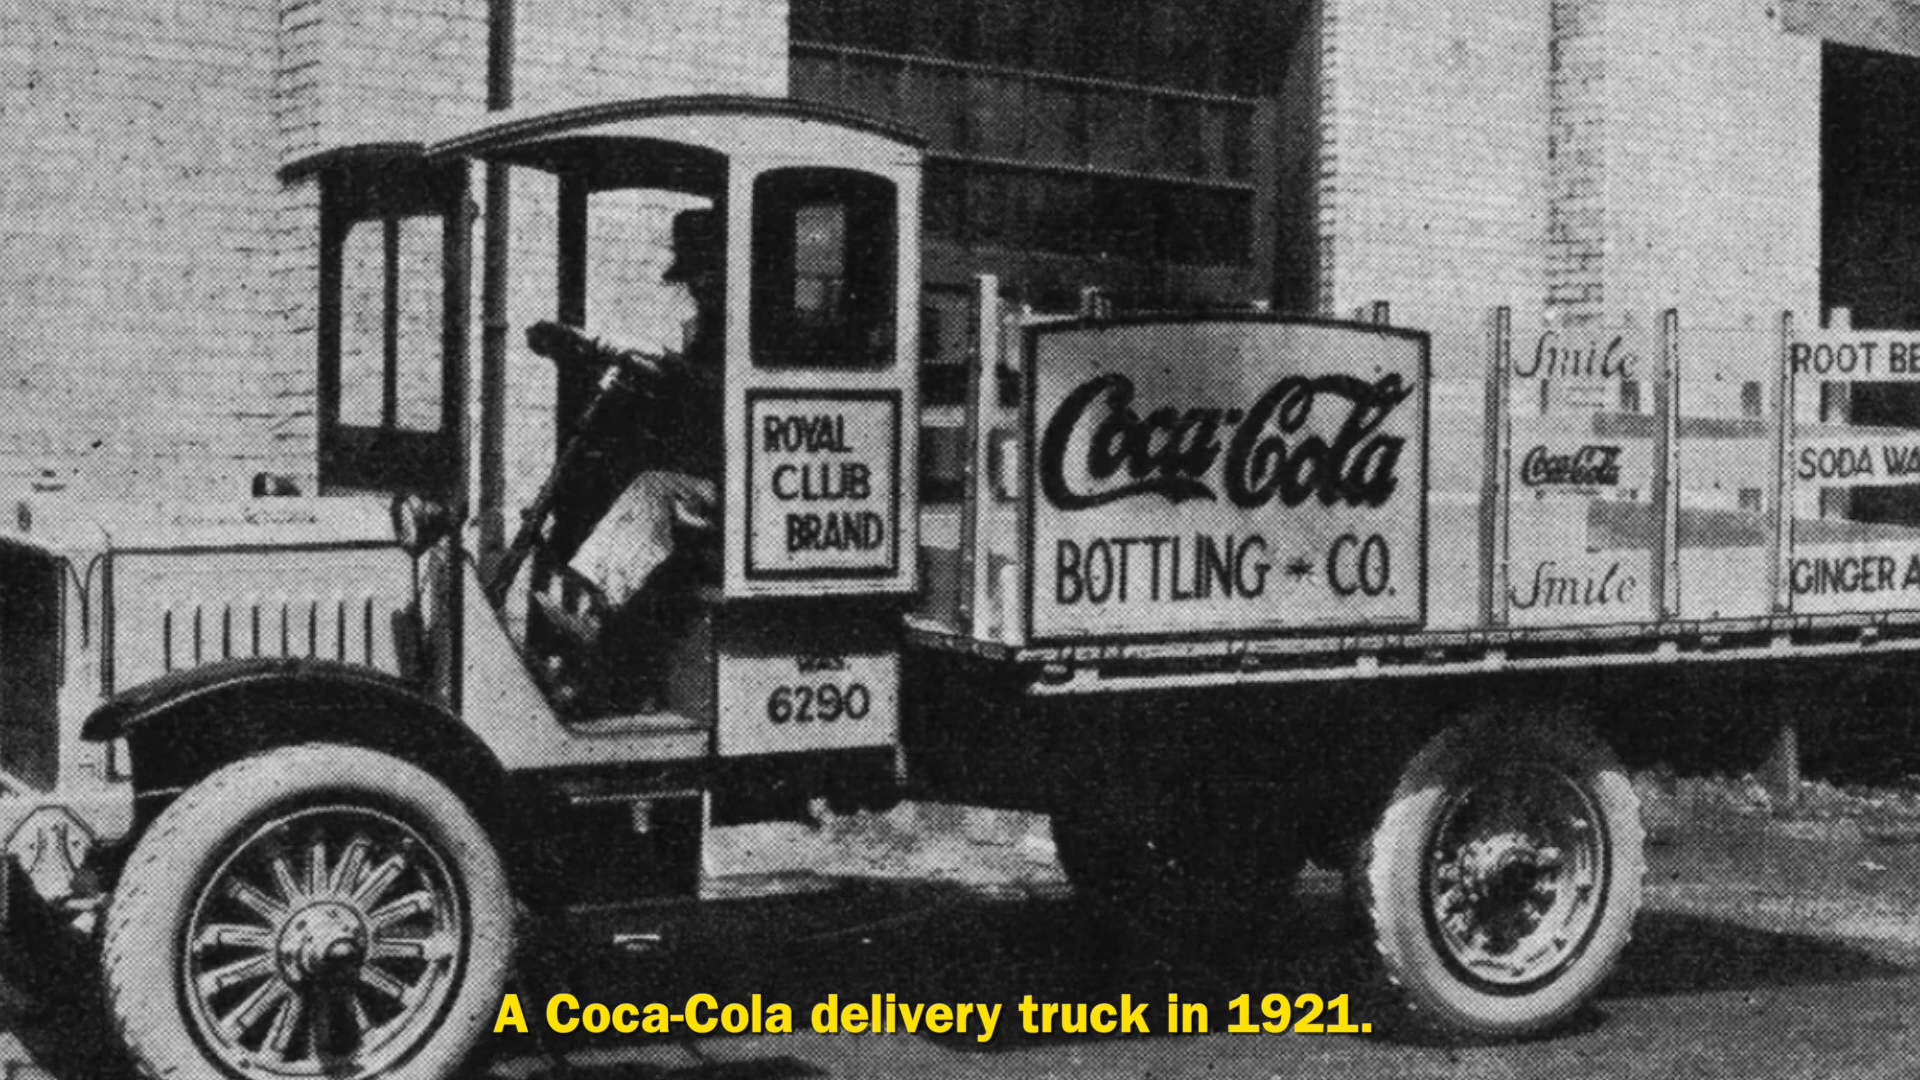 ROYAL
CLUB
BRAND
Coca-Cola
BOTTLING CO.
Smile
Coca-Cola
Smile
ROOT BE
SODA WA
GINGER A
6290
A Coca-Cola delivery truck in 1921.